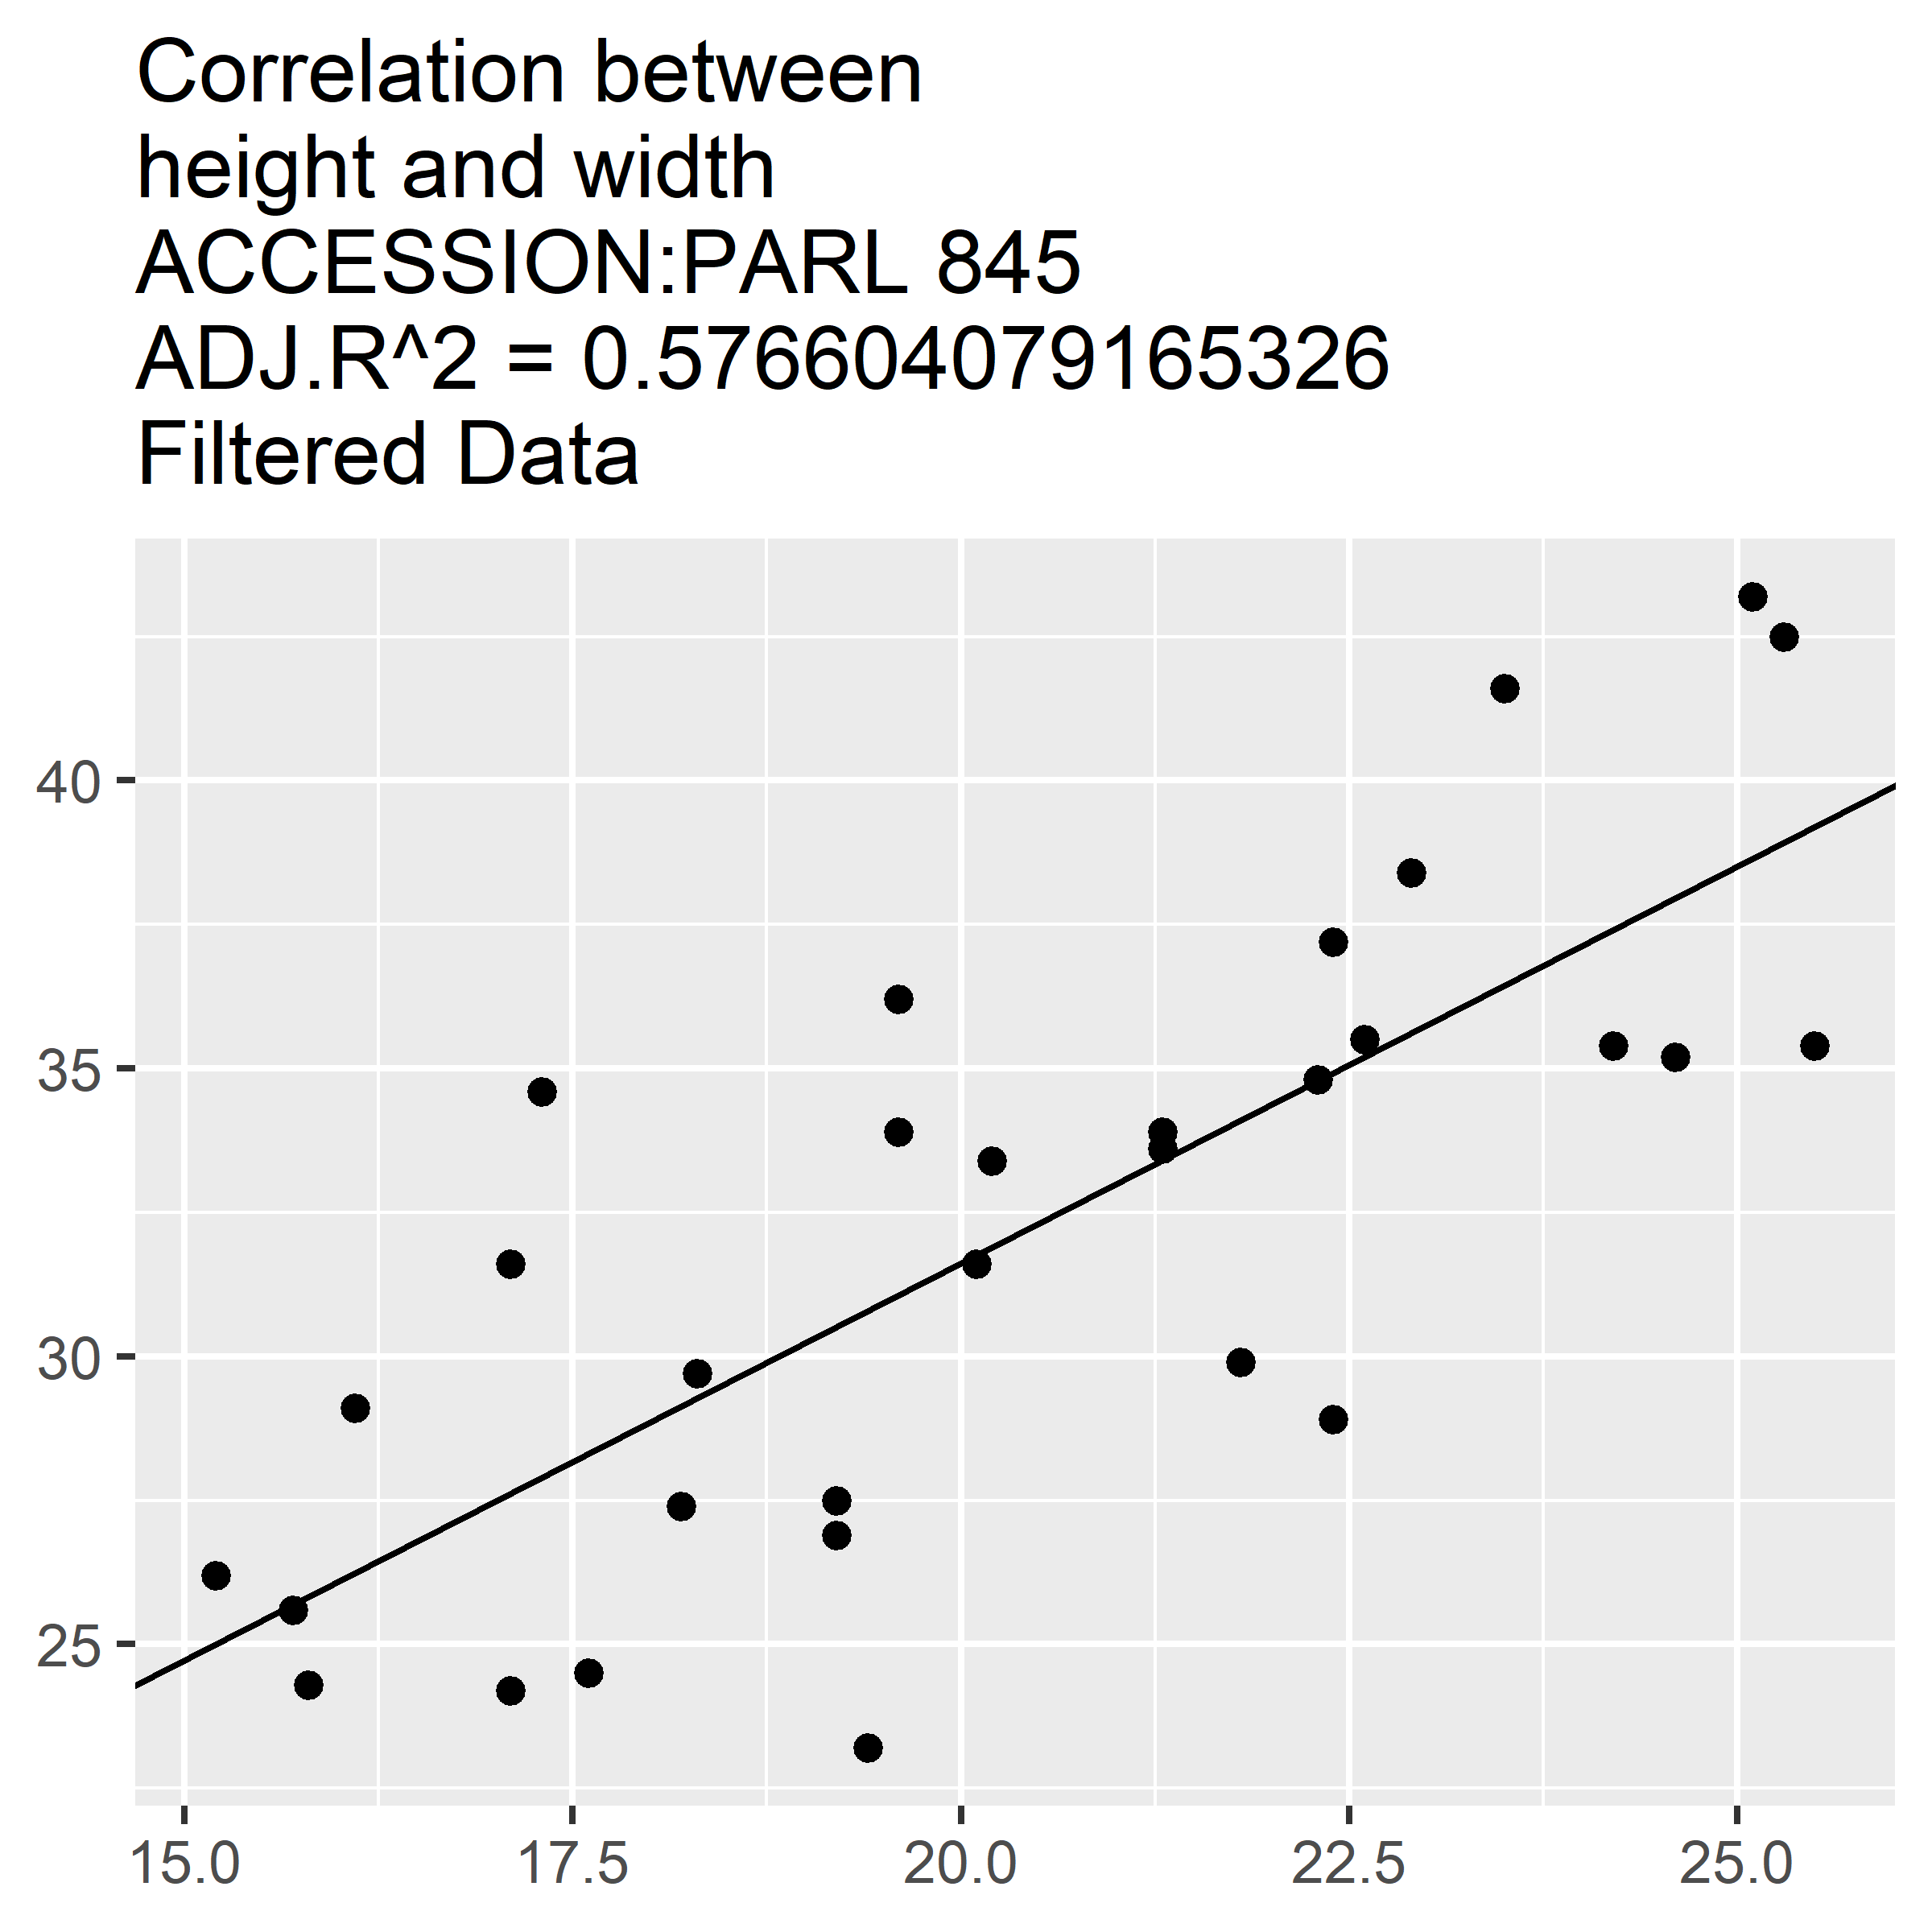 Correlation between
height and width
ACCESSION:PARL 845
ADJ.R^2 = 0.576604079165326
Filtered Data
40
35
30
25
15.0 17.5 20.0 22.5 25.0